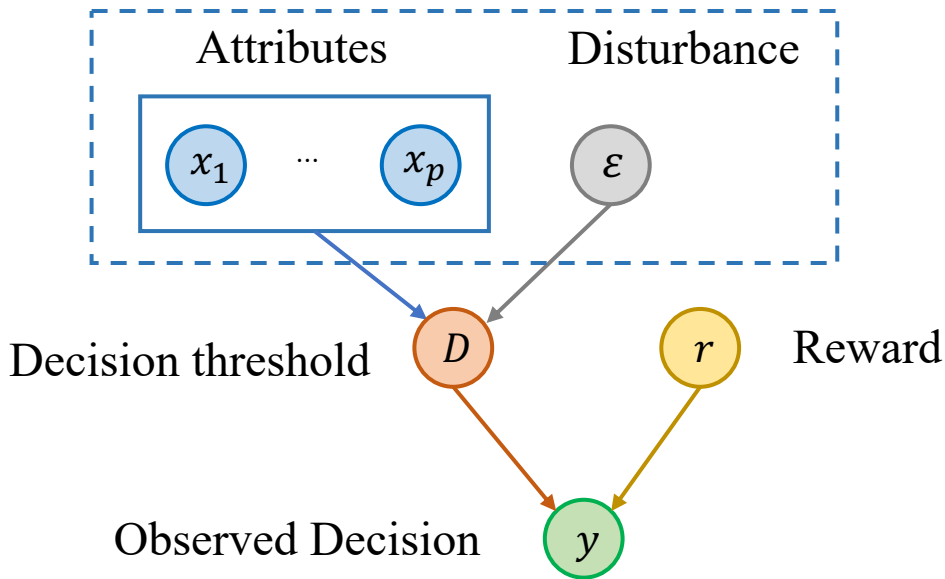 Attributes Disturbance
x₁ ... xₚ ε
Decision threshold D r Reward
Observed Decision y